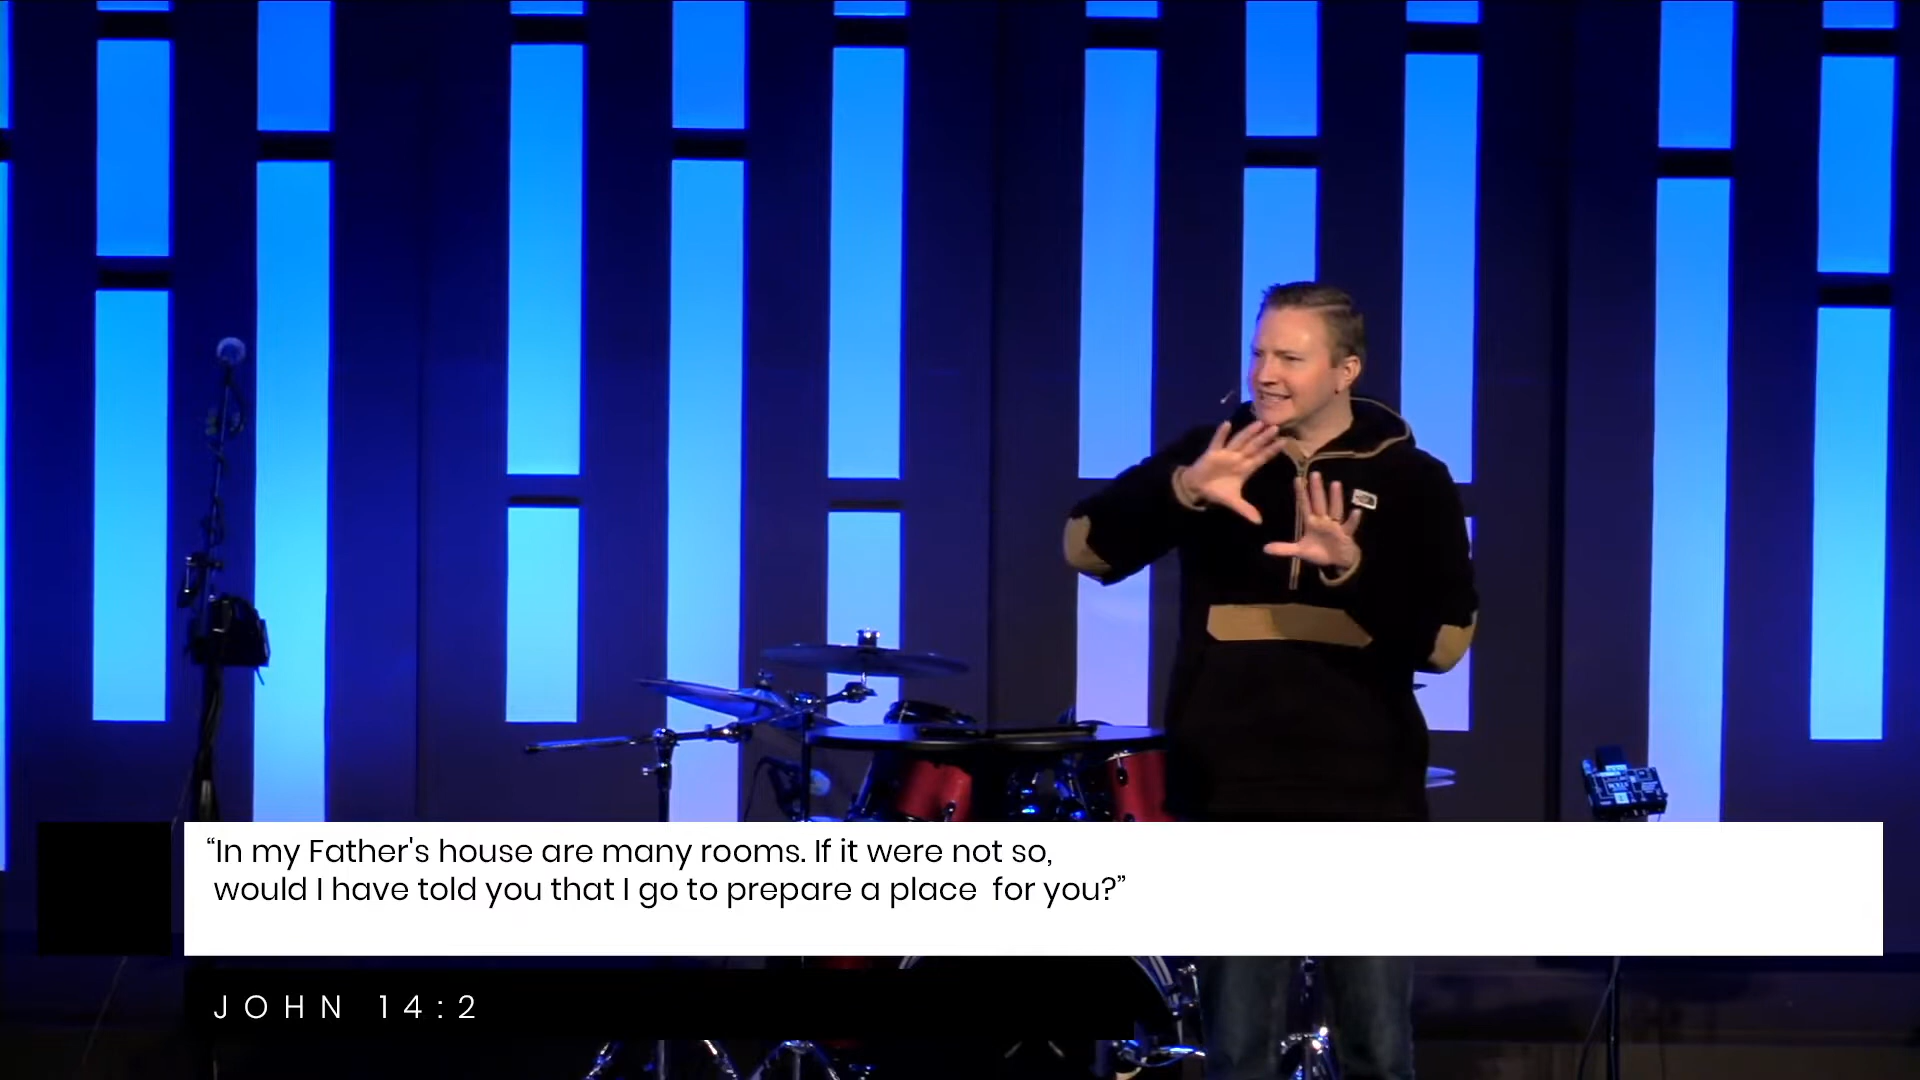 “In my Father's house are many rooms. If it were not so,
would I have told you that I go to prepare a place for you?”
JOHN 14:2